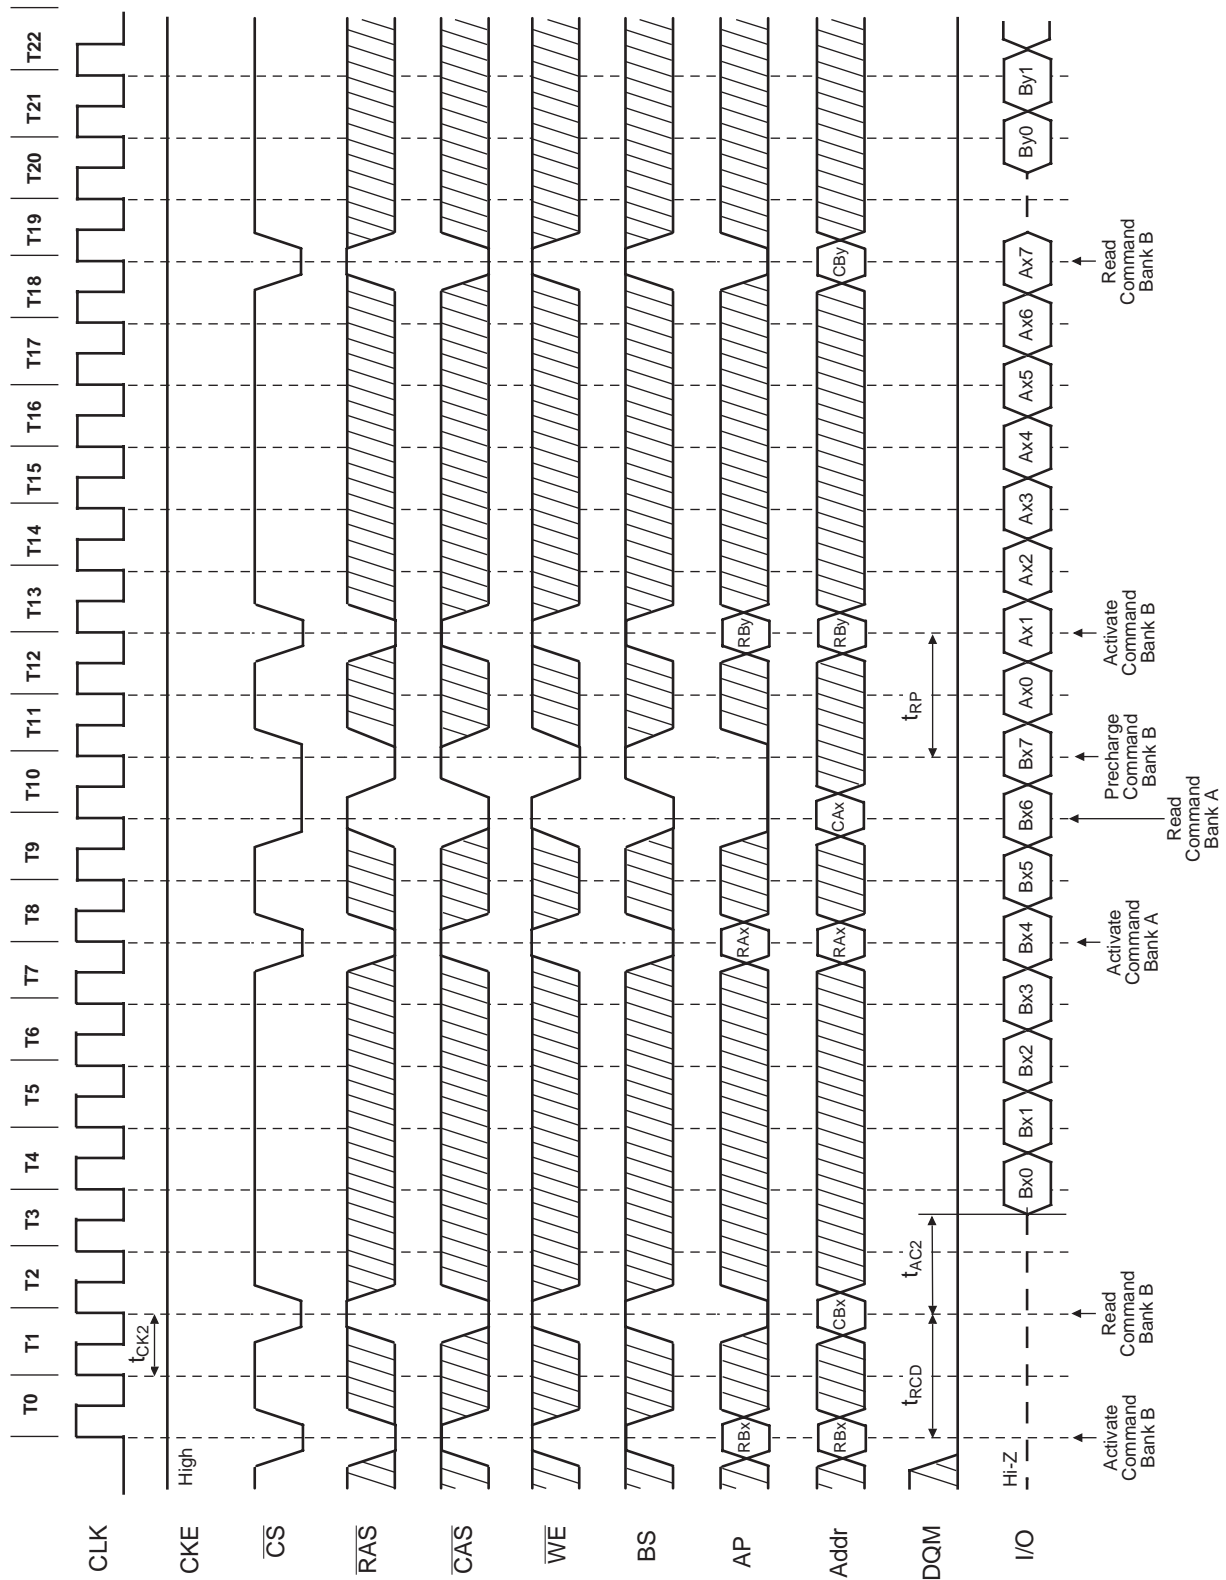 T0 T1 T2 T3 T4 T5 T6 T7 T8 T9 T10 T11 T12 T13 T14 T15 T16 T17 T18 T19 T20 T21 T22
CLK
tCK2
CKE
High
CS
RAS
CAS
WE
BS
AP
RBx RAx RBy
Addr
RBx CBx RAx CAx RBy CBy
DQM
tRCD tAC2 tRP
I/O
Hi-Z
Bx0 Bx1 Bx2 Bx3 Bx4 Bx5 Bx6 Bx7 Ax0 Ax1 Ax2 Ax3 Ax4 Ax5 Ax6 Ax7 By0 By1
Activate
Command
Bank B
Read
Command
Bank B
Activate
Command
Bank A
Read
Command
Bank A
Precharge
Command
Bank B
Activate
Command
Bank B
Read
Command
Bank B